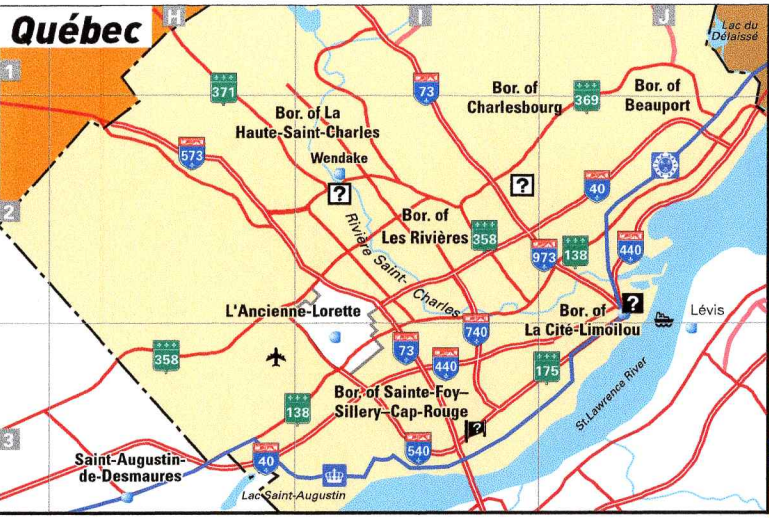 Québec
H
I
J
Lac du
Délaissé
1
371
73
369
Bor. of
Charlesbourg
Bor. of
Beauport
Bor. of La
Haute-Saint-Charles
573
Wendake
?
?
40
2
Bor. of
Les Rivières
358
Rivière Saint-Charles
973
138
440
L'Ancienne-Lorette
?
Bor. of
La Cité-Limoilou
Lévis
358
73
740
440
175
St.Lawrence River
Bor. of Sainte-Foy–
Sillery–Cap-Rouge
138
?
3
540
Saint-Augustin-
de-Desmaures
40
Lac Saint-Augustin